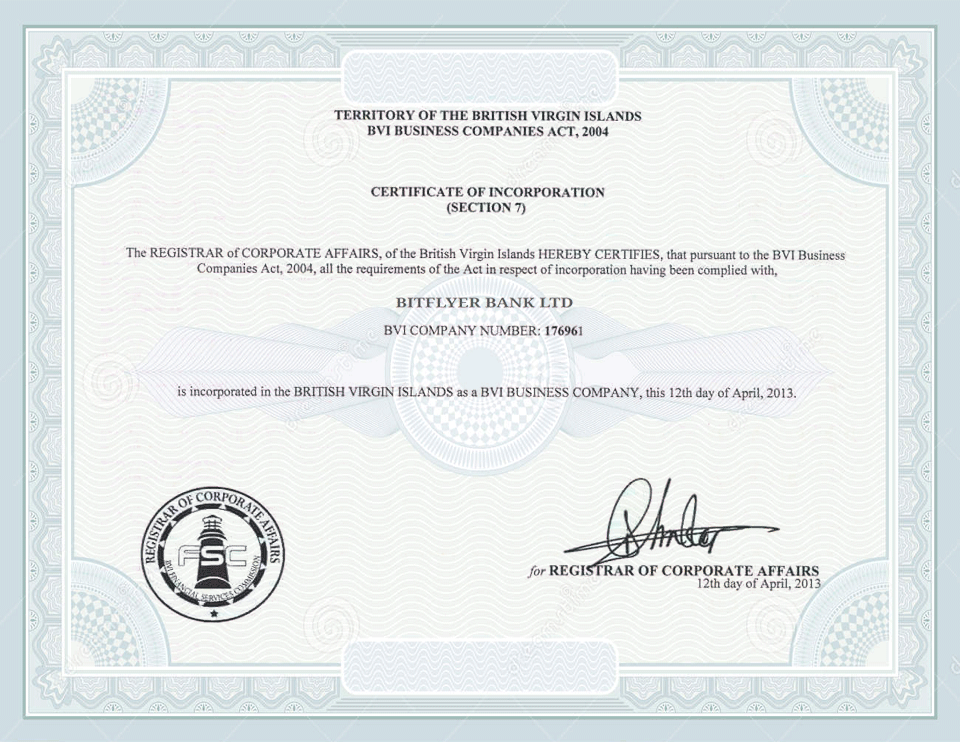 TERRITORY OF THE BRITISH VIRGIN ISLANDS
BVI BUSINESS COMPANIES ACT, 2004
CERTIFICATE OF INCORPORATION
(SECTION 7)
The REGISTRAR of CORPORATE AFFAIRS, of the British Virgin Islands HEREBY CERTIFIES, that pursuant to the BVI Business
Companies Act, 2004, all the requirements of the Act in respect of incorporation having been complied with,
BITFLYER BANK LTD
BVI COMPANY NUMBER: 176961
is incorporated in the BRITISH VIRGIN ISLANDS as a BVI BUSINESS COMPANY, this 12th day of April, 2013.
REGISTRAR OF CORPORATE AFFAIRS
FSC
BVI FINANCIAL SERVICES COMMISSION
for REGISTRAR OF CORPORATE AFFAIRS
12th day of April, 2013